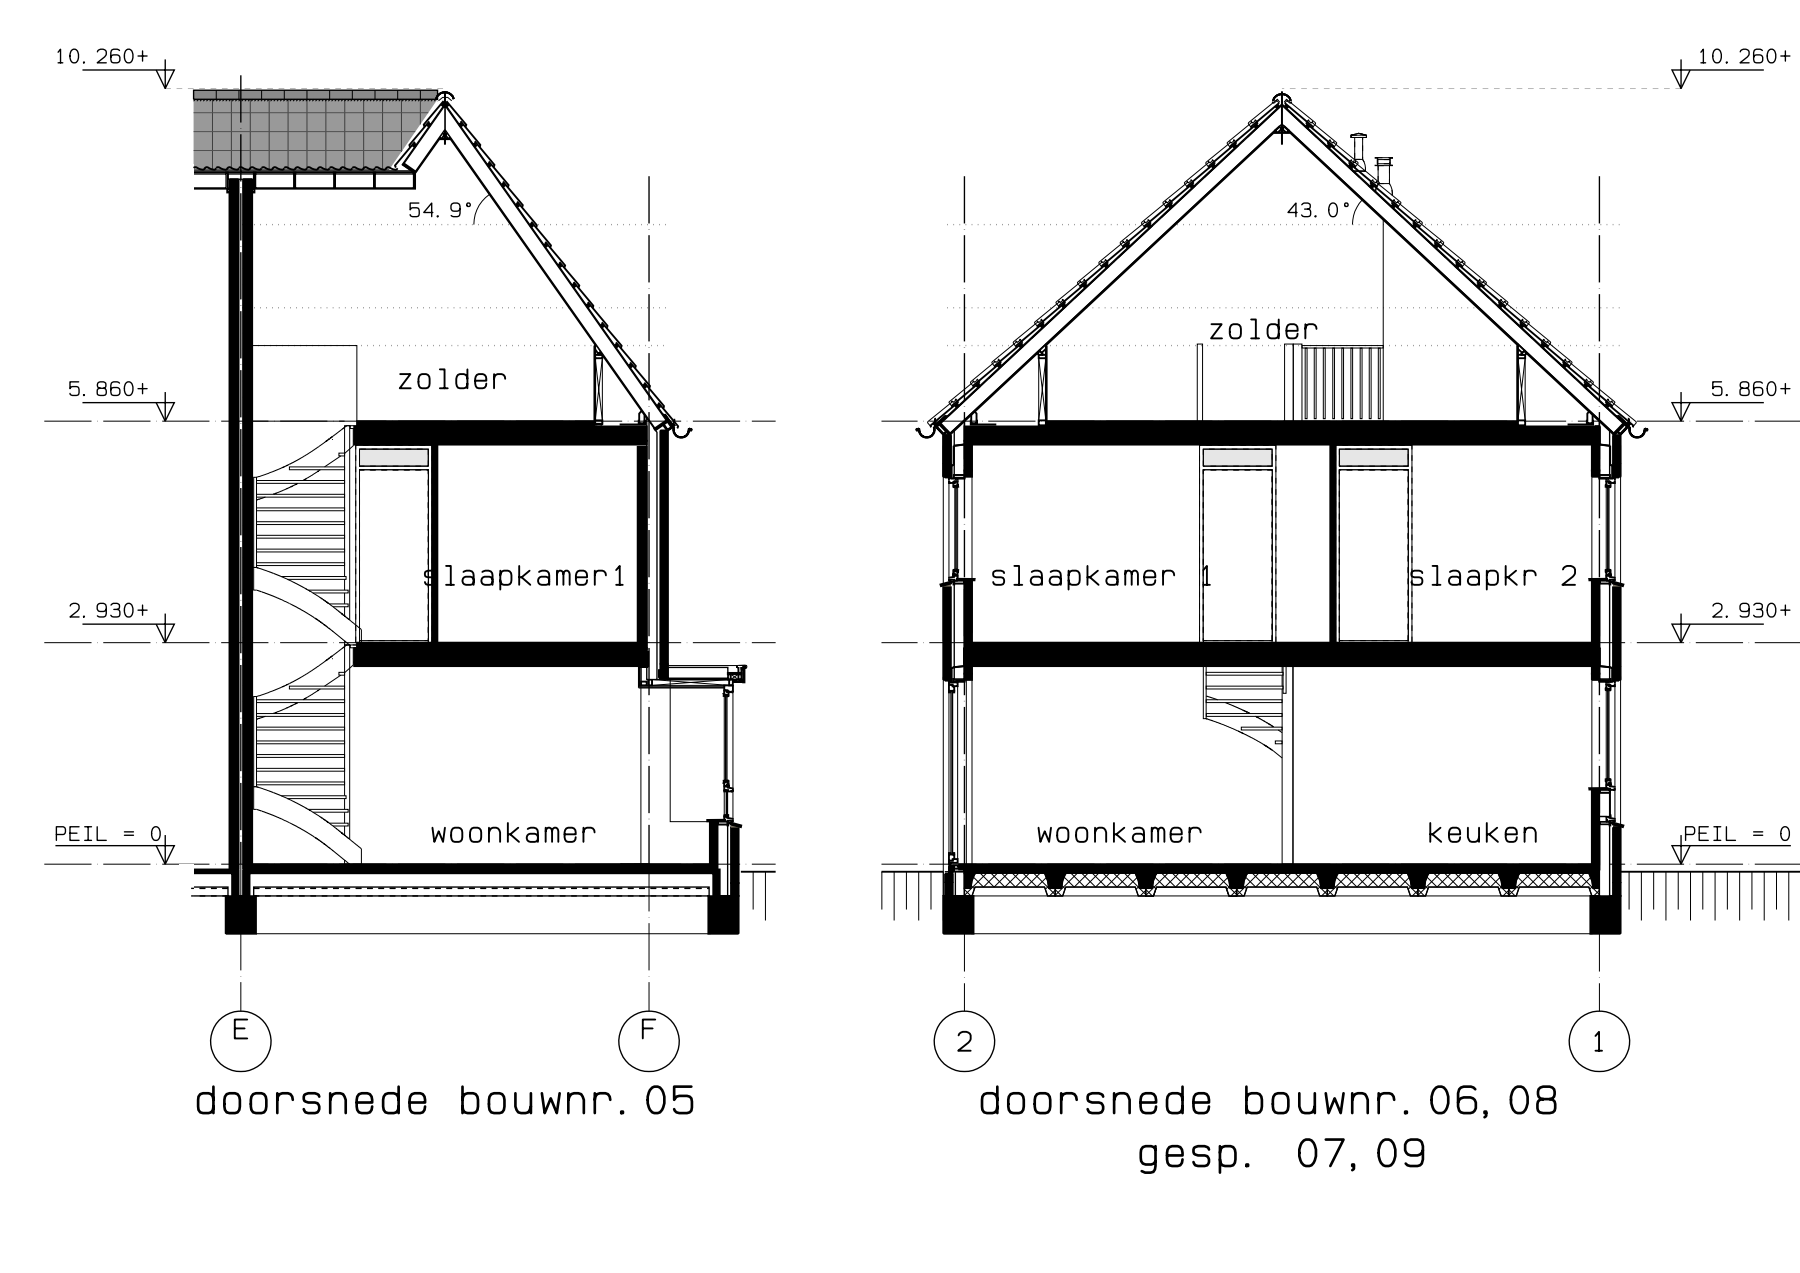 10.260+
10.260+
54.9°
43.0°
zolder
5.860+
zolder
5.860+
slaapkamer1
slaapkamer 1
slaapkr 2
2.930+
2.930+
PEIL = 0
woonkamer
woonkamer
keuken
PEIL = 0
E
F
2
1
doorsnede bouwnr. 05
doorsnede bouwnr. 06, 08
gesp. 07, 09